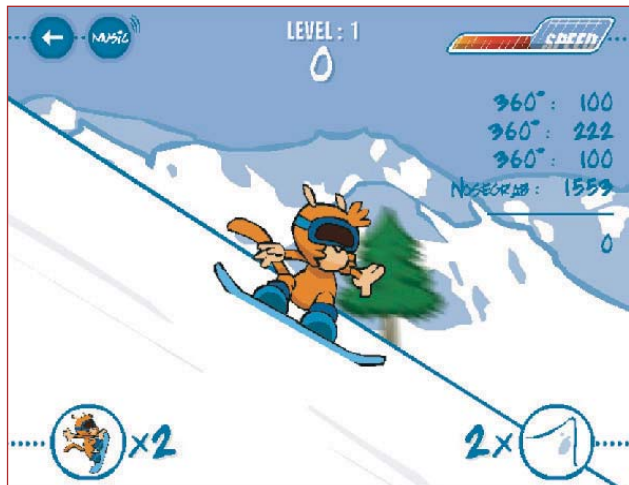 MUSIC
LEVEL : 1
0
SPEED
360° : 100
360° : 222
360° : 100
NOSEGRAB : 1553
0
x2
2x